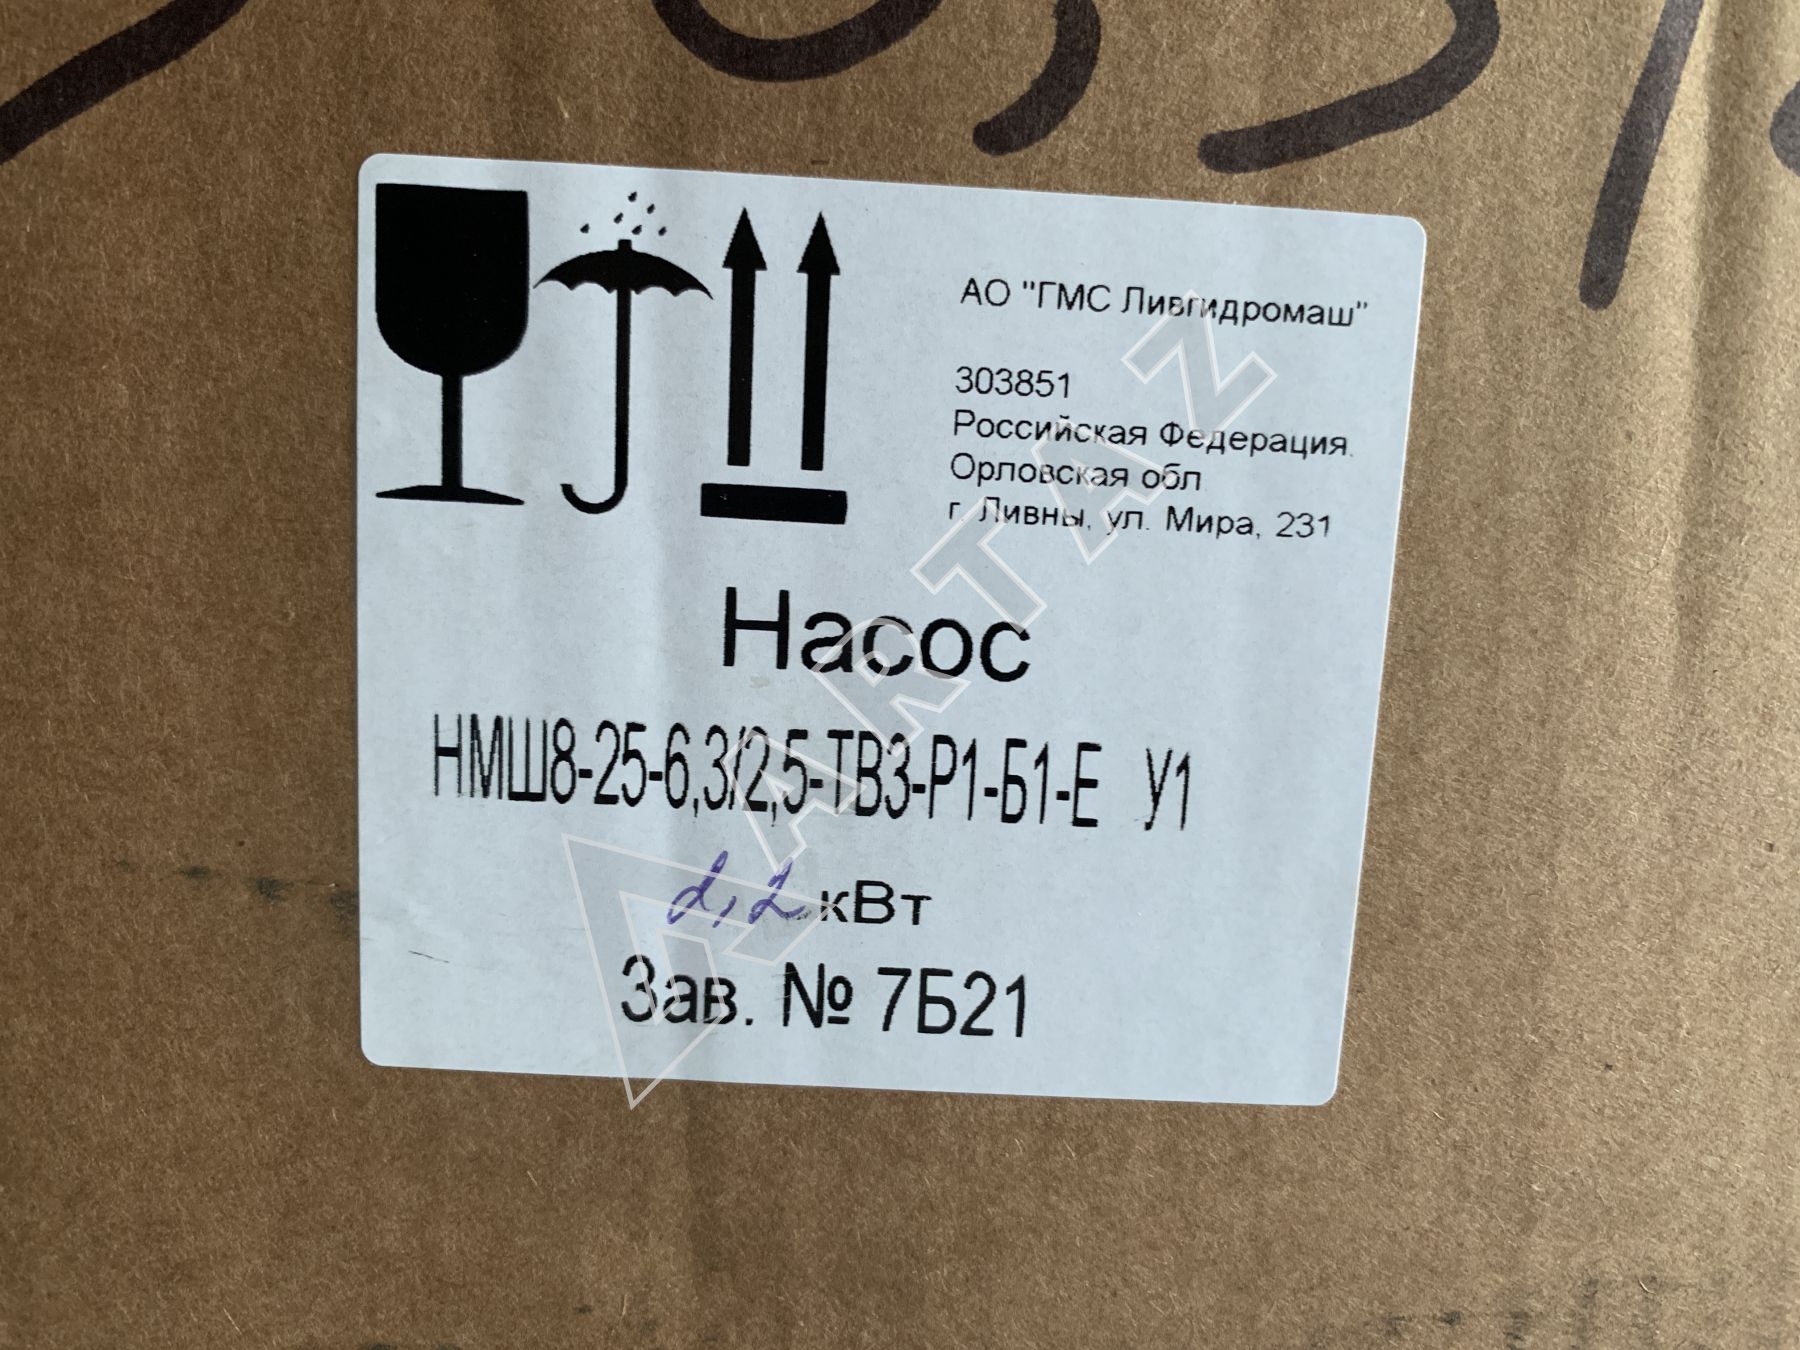 АО "ГМС Ливгидромаш"
303851
Российская Федерация.
Орловская обл
г. Ливны, ул. Мира, 231
Насос
НМШ8-25-6,3/2,5-ТВ3-Р1-Б1-Е У1
2,2 кВт
Зав. № 7Б21
ARTAZ